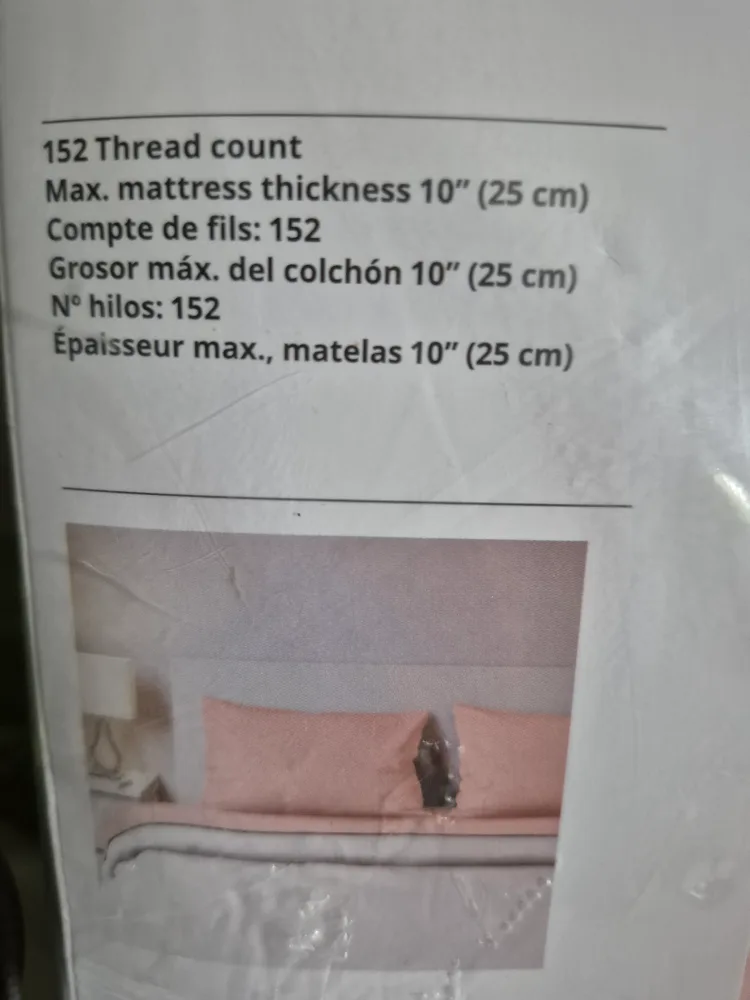 152 Thread count
Max. mattress thickness 10” (25 cm)
Compte de fils: 152
Grosor máx. del colchón 10” (25 cm)
Nº hilos: 152
Épaisseur max., matelas 10” (25 cm)